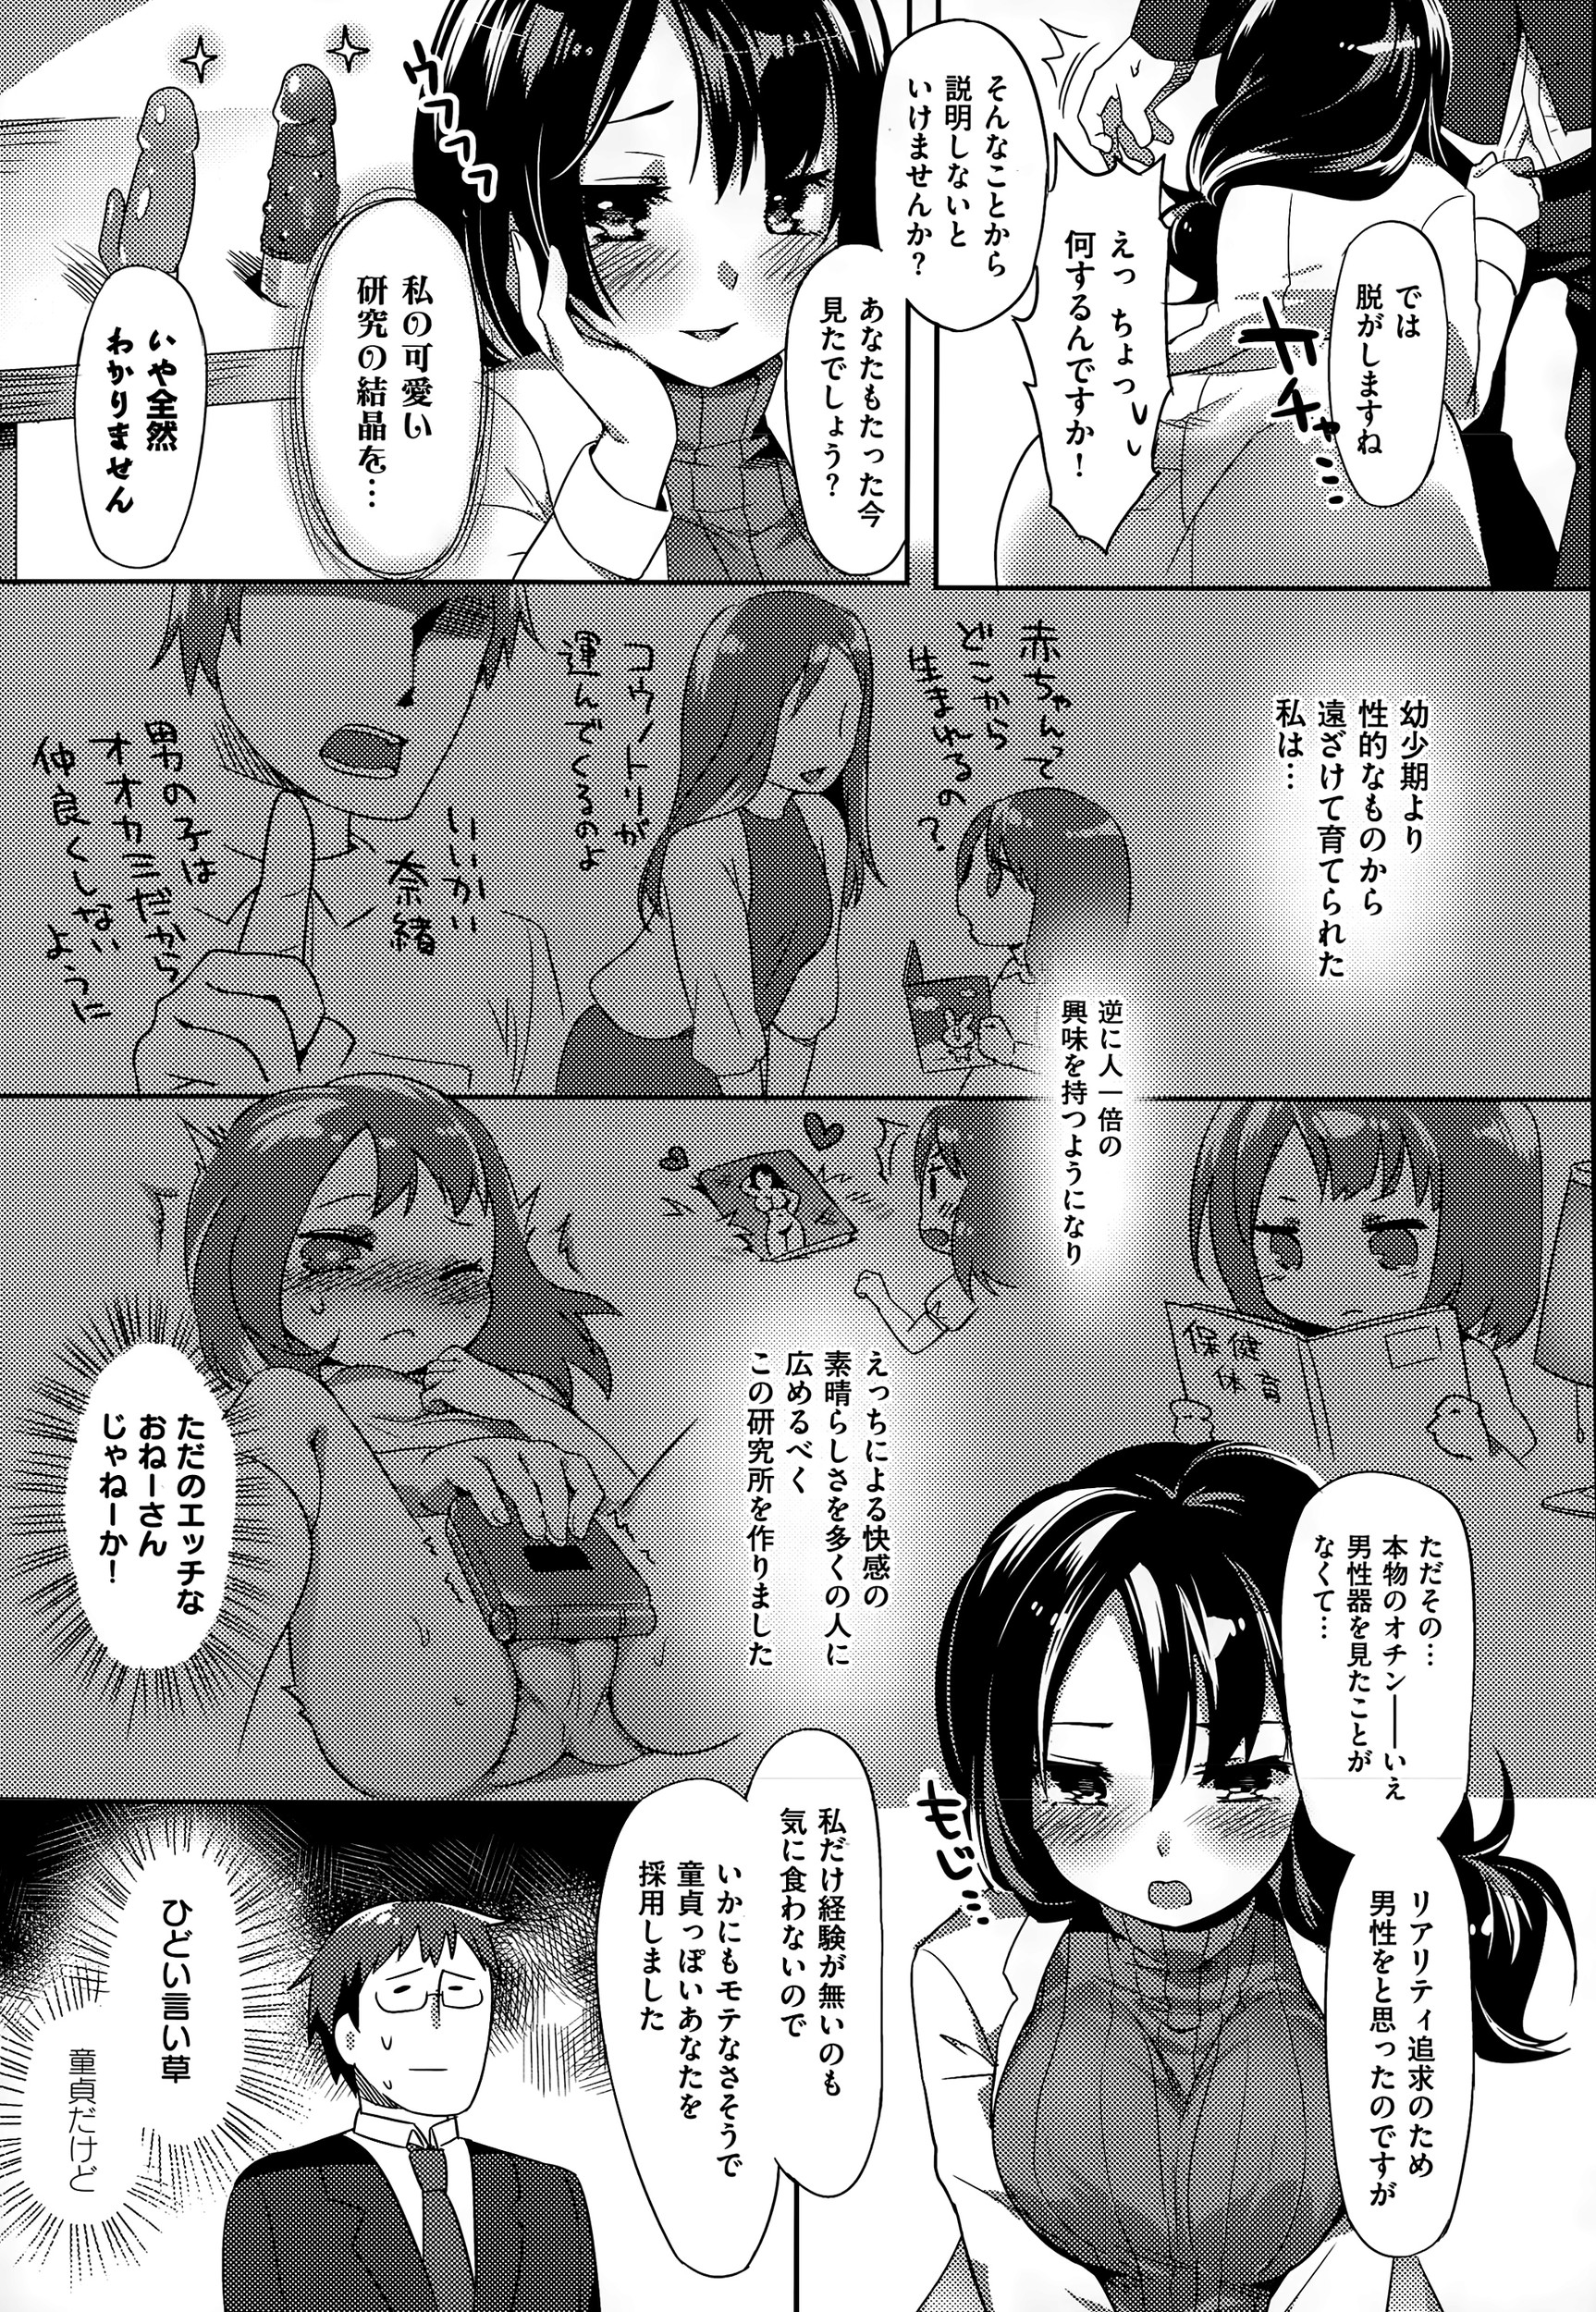 では
脱がしますね
カチャ…
えっ ちょっ
何するんですか！
そんなことから
説明しないと
いけませんか？
あなたもたった今
見たでしょう？
ウフフフ
私の可愛い
研究の結晶を…
いや全然
わかりません
幼少期より
性的なものから
遠ざけて育てられた
私は…
赤ちゃんって
どこから
生まれるの？
コウノトリが
運んでくるのよ
いいかい
奈緒
男の子は
オオカミだから
仲良くしない
ように
逆に人一倍の
興味を持つようになり
保健
体育
えっちによる快感の
素晴らしさを多くの人に
広めるべく
この研究所を作りました
ただのエッチな
おねーさん
じゃねーか！
ただその…
本物のオチン――いえ
男性器を見たことが
なくて…
リアリティ追求のため
男性をと思ったのですが
もじ…
私だけ経験が無いのも
気に食わないので
いかにもモテなさそうで
童貞っぽいあなたを
採用しました
ひどい言い草
童貞だけど